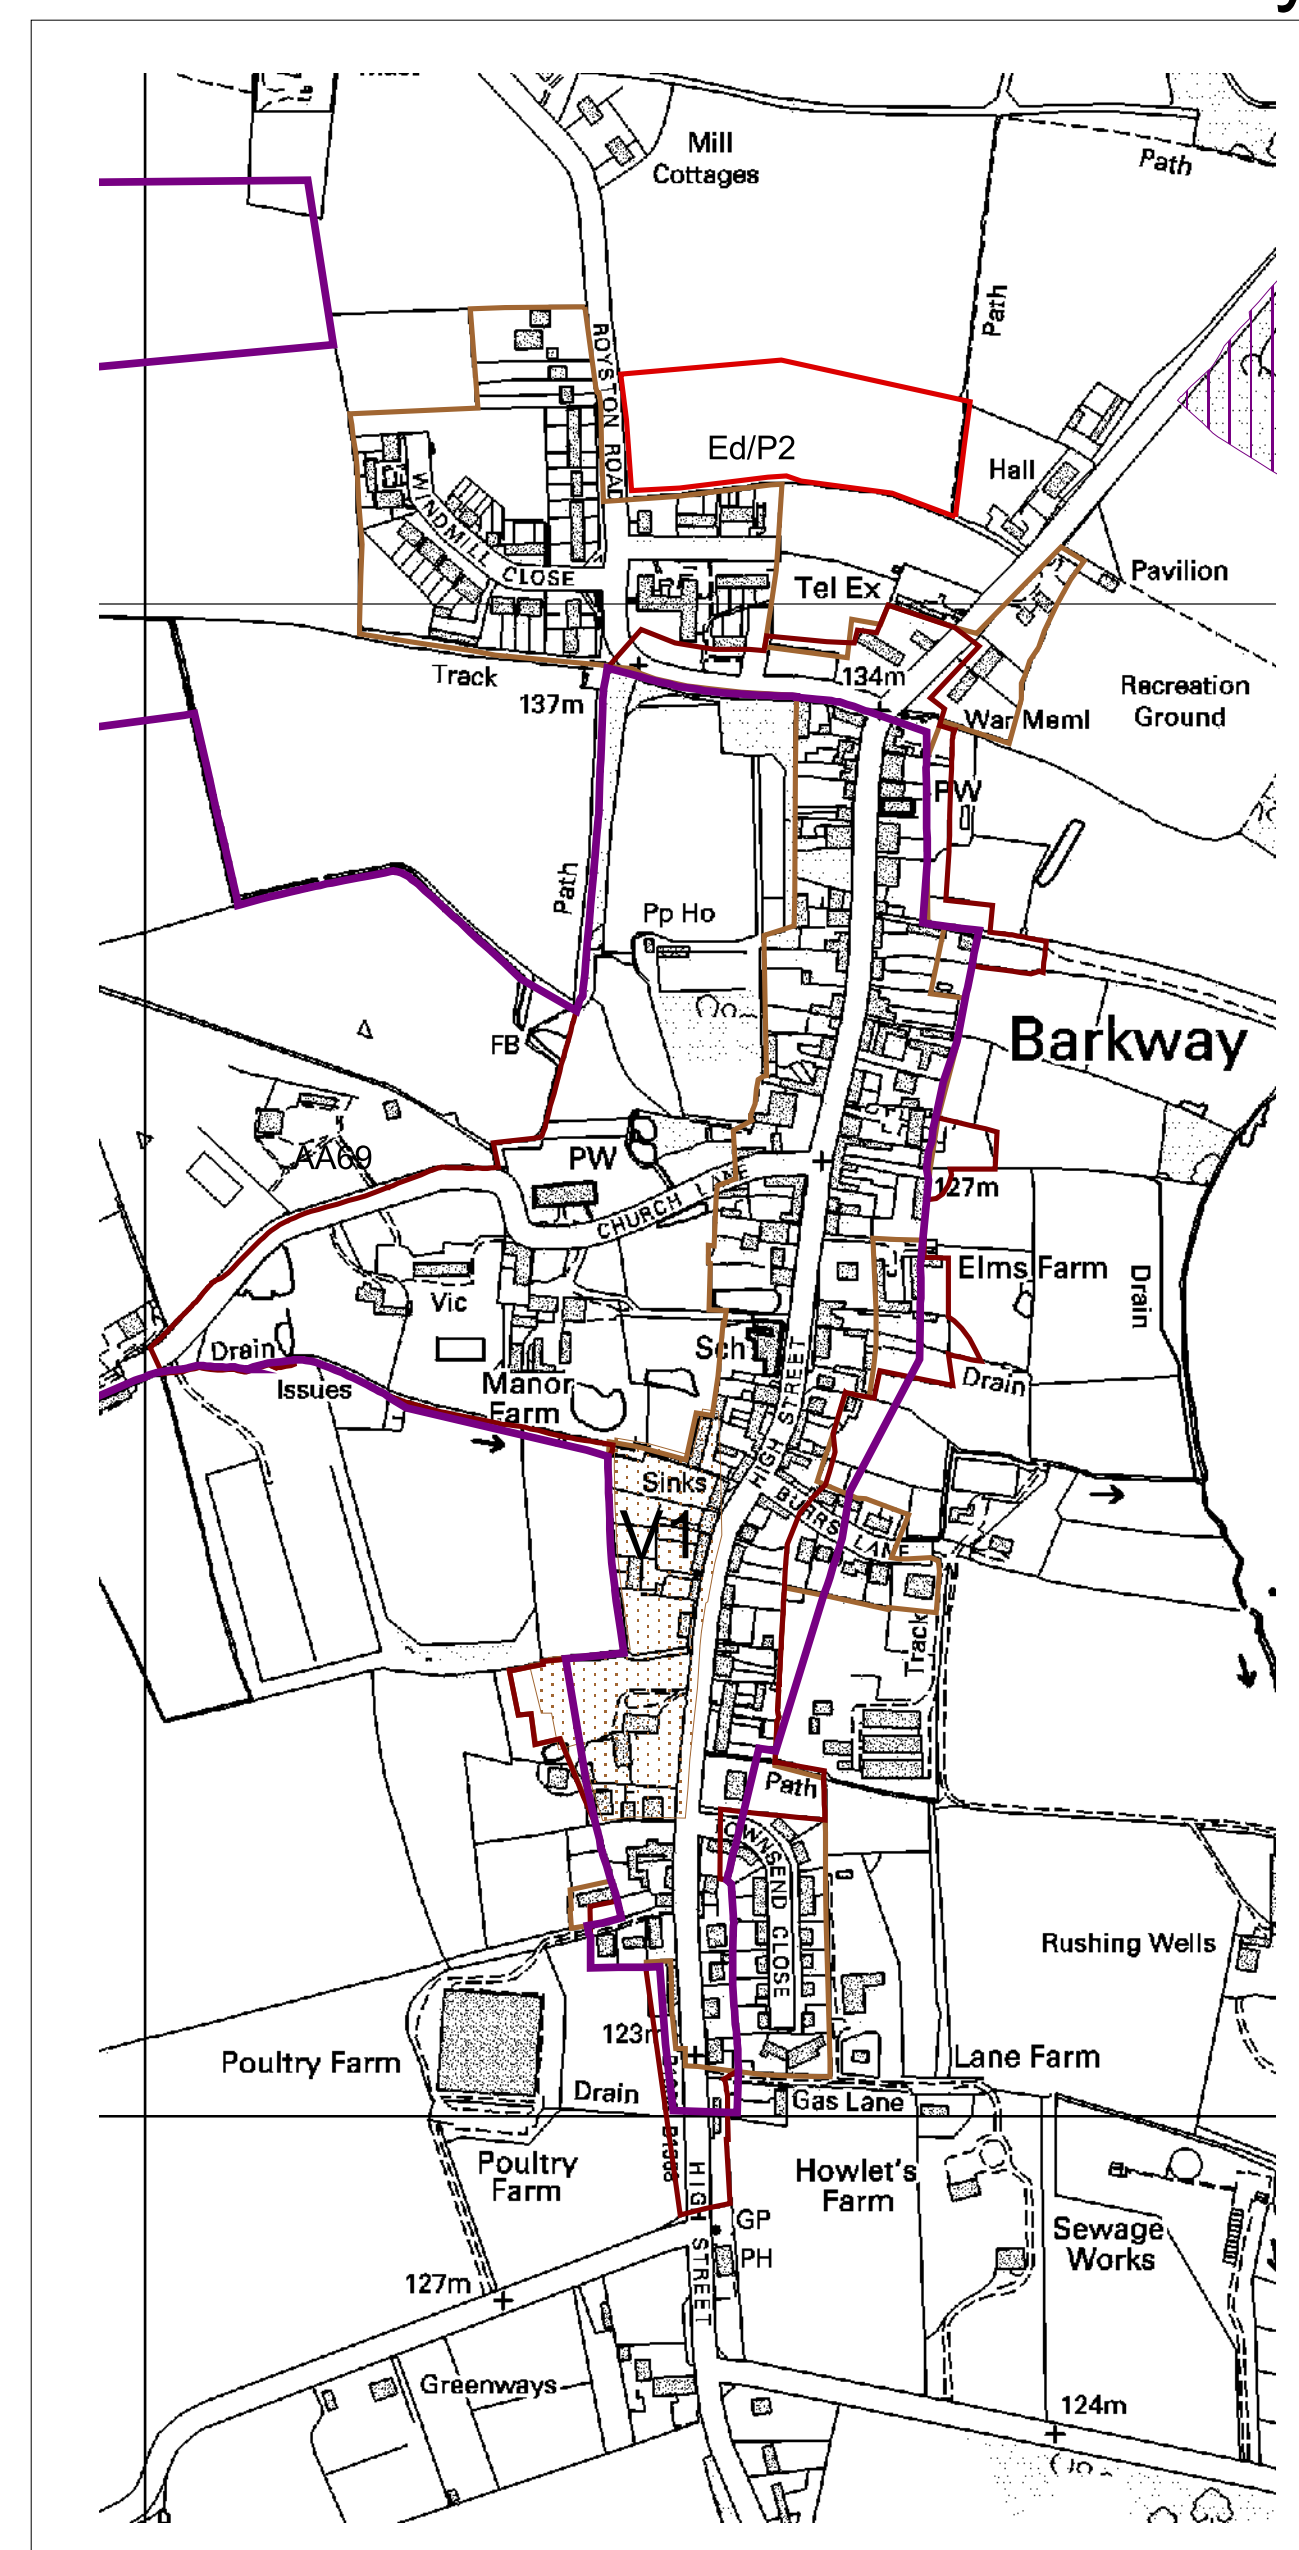 Mill
Cottages
Path
Path
ROYSTON ROAD
Ed/P2
Hall
WINDMILL CLOSE
Tel Ex
Pavilion
Track
137m
134m
War Meml
Recreation
Ground
PW
Path
Pp Ho
FB
Barkway
AA69
PW
CHURCH LANE
127m
Elms Farm
Vic
Drain
Drain
Issues
Manor
Farm
Sch
HIGH STREET
Drain
Sinks
V1
BURRS LANE
Track
Path
TOWNSEND CLOSE
Rushing Wells
123m
Poultry Farm
Drain
Lane Farm
Gas Lane
Poultry
Farm
Howlet's
Farm
Sewage
Works
HIGH STREET
GP
PH
127m
Greenways
124m